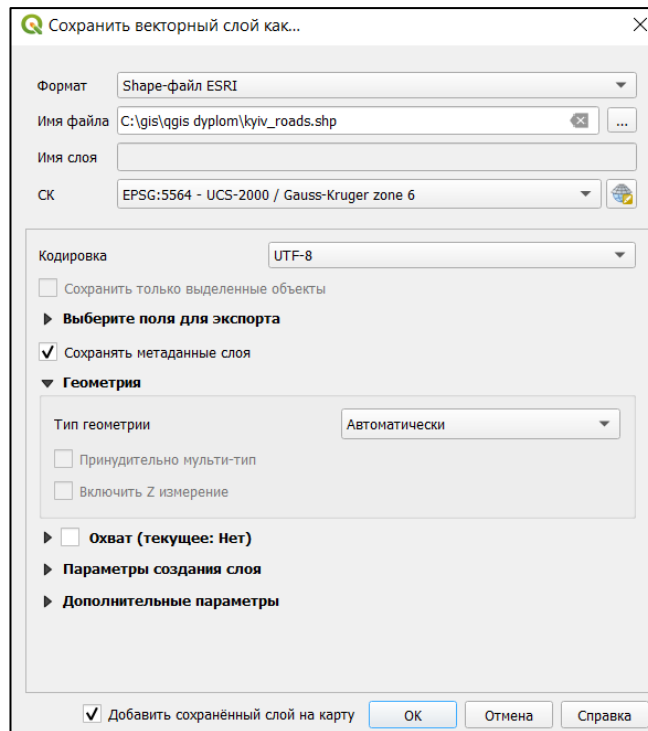 Сохранить векторный слой как...
Формат Shape-файл ESRI
Имя файла C:\gis\qgis dyplom\kyiv_roads.shp ...
Имя слоя
СК EPSG:5564 - UCS-2000 / Gauss-Kruger zone 6
Кодировка UTF-8
Сохранить только выделенные объекты
Выберите поля для экспорта
Сохранять метаданные слоя
Геометрия
Тип геометрии Автоматически
Принудительно мульти-тип
Включить Z измерение
Охват (текущее: Нет)
Параметры создания слоя
Дополнительные параметры
Добавить сохранённый слой на карту ОК Отмена Справка